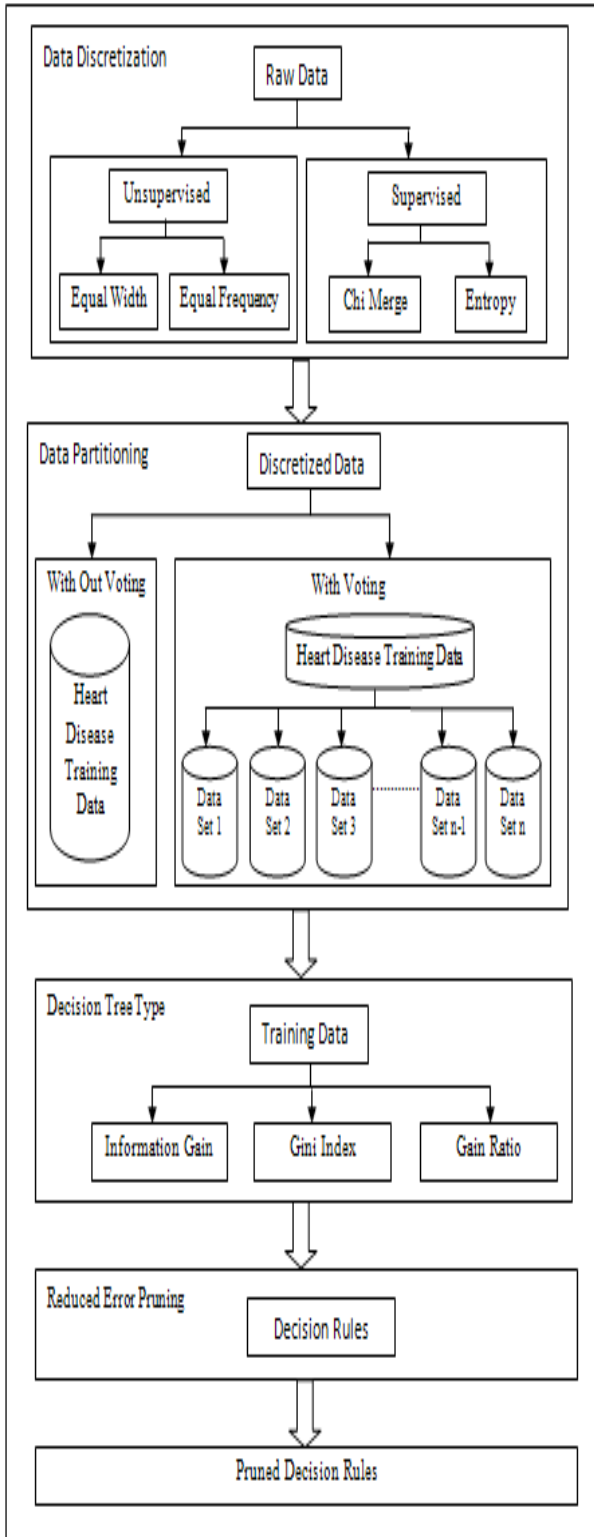 Data Discretization
Raw Data
Unsupervised
Supervised
Equal Width
Equal Frequency
Chi Merge
Entropy
Data Partitioning
Discretized Data
With Out Voting
With Voting
Heart
Disease
Training
Data
Heart Disease Training Data
Data
Set 1
Data
Set 2
Data
Set 3
Data
Set n-1
Data
Set n
Decision Tree Type
Training Data
Information Gain
Gini Index
Gain Ratio
Reduced Error Pruning
Decision Rules
Pruned Decision Rules